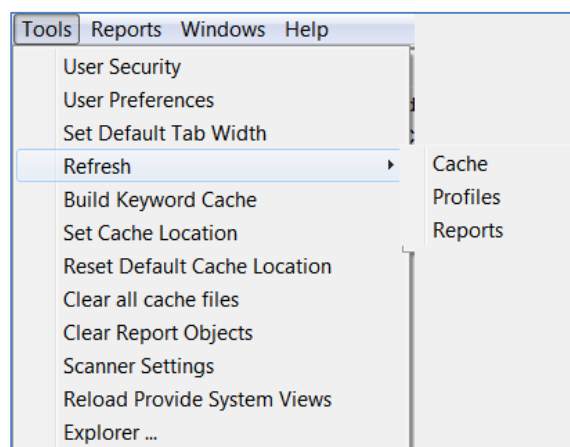 Tools Reports Windows Help
User Security
User Preferences
Set Default Tab Width
Refresh
Cache
Profiles
Reports
Build Keyword Cache
Set Cache Location
Reset Default Cache Location
Clear all cache files
Clear Report Objects
Scanner Settings
Reload Provide System Views
Explorer ...